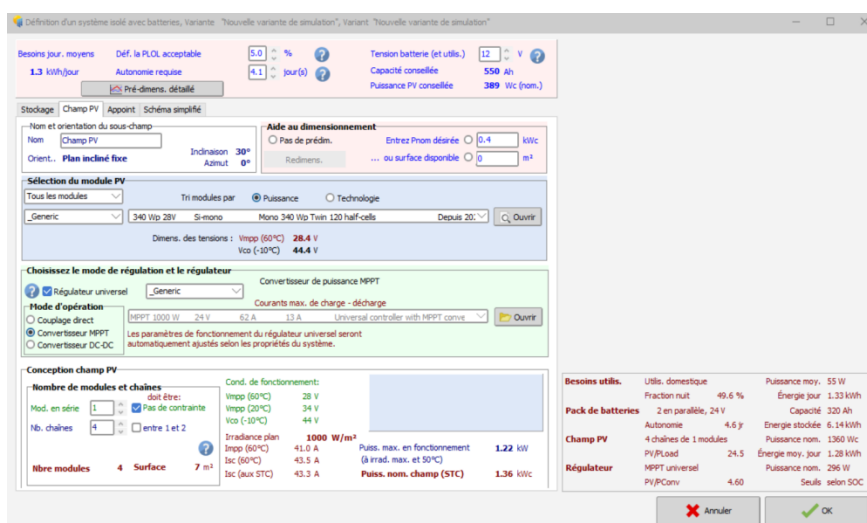 Définition d'un système isolé avec batteries, Variante "Nouvelle variante de simulation", Variant "Nouvelle variante de simulation"
Besoins jour. moyens Déf. la PLOL acceptable 5.0 % ? Tension batterie (et utilis.) 12 V ?
1.3 kWh/jour Autonomie requise 4.1 jour(s) ? Capacité conseillée 550 Ah
Pré-dimens. détaillé Puissance PV conseillée 389 Wc (nom.)
Stockage Champ PV Appoint Schéma simplifié
Nom et orientation du sous-champ Aide au dimensionnement
Nom Champ PV Pas de prédim. Entrez Pnom désirée 0.4 kWc
Orient.. Plan incliné fixe Inclinaison 30° Azimut 0° Redimens. ... ou surface disponible 0 m²
Sélection du module PV
Tous les modules Tri modules par Puissance Technologie
_Generic 340 Wp 28V Si-mono Mono 340 Wp Twin 120 half-cells Ouvrir
Dimens. des tensions : Vmpp (60°C) 28.4 V
Vco (-10°C) 44.4 V
Choisissez le mode de régulation et le régulateur
Convertisseur de puissance MPPT
? Régulateur universel _Generic
Mode d'opération Courants max. de charge - décharge
Couplage direct MPPT 1000 W 24 V 62 A 13 A Universal controller with MPPT conve Ouvrir
Convertisseur MPPT Les paramètres de fonctionnement du régulateur universel seront
Convertisseur DC-DC automatiquement ajustés selon les propriétés du système.
Conception champ PV
Nombre de modules et chaînes Cond. de fonctionnement:
doit être: Vmpp (60°C) 28 V
Mod. en série 1 Pas de contrainte Vmpp (20°C) 34 V
Vco (-10°C) 44 V
Nb. chaînes 4 entre 1 et 2
? Irradiance plan 1000 W/m²
Impp (60°C) 41.0 A Puiss. max. en fonctionnement 1.22 kW
Isc (60°C) 43.5 A (à irrad. max. et 50°C)
Nbre modules 4 Surface 7 m² Isc (aux STC) 43.3 A Puiss. nom. champ (STC) 1.36 kWc
Besoins utilis. Utilis. domestique Puissance moy. 55 W
Fraction nuit 49.6 % Énergie jour 1.33 kWh
Pack de batteries 2 en parallèle, 24 V Capacité 320 Ah
Autonomie 4.6 jr Energie stockée 6.14 kWh
Champ PV 4 chaînes de 1 modules Puissance nom. 1360 Wc
PV/PLoad 24.5 Énergie moy. jour 1.28 kWh
Régulateur MPPT universel Puissance nom. 296 W
PV/PConv 4.60 Seuils selon SOC
Annuler OK